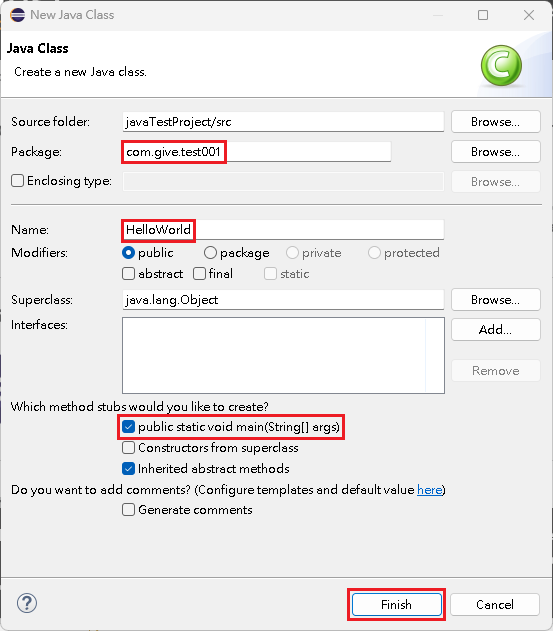 New Java Class
Java Class
Create a new Java class.
C
Source folder: javaTestProject/src Browse...
Package: com.give.test001 Browse...
Enclosing type: Browse...
Name: HelloWorld
Modifiers: public package private protected
abstract final static
Superclass: java.lang.Object Browse...
Interfaces: Add...
Remove
Which method stubs would you like to create?
public static void main(String[] args)
Constructors from superclass
Inherited abstract methods
Do you want to add comments? (Configure templates and default value here)
Generate comments
? Finish Cancel